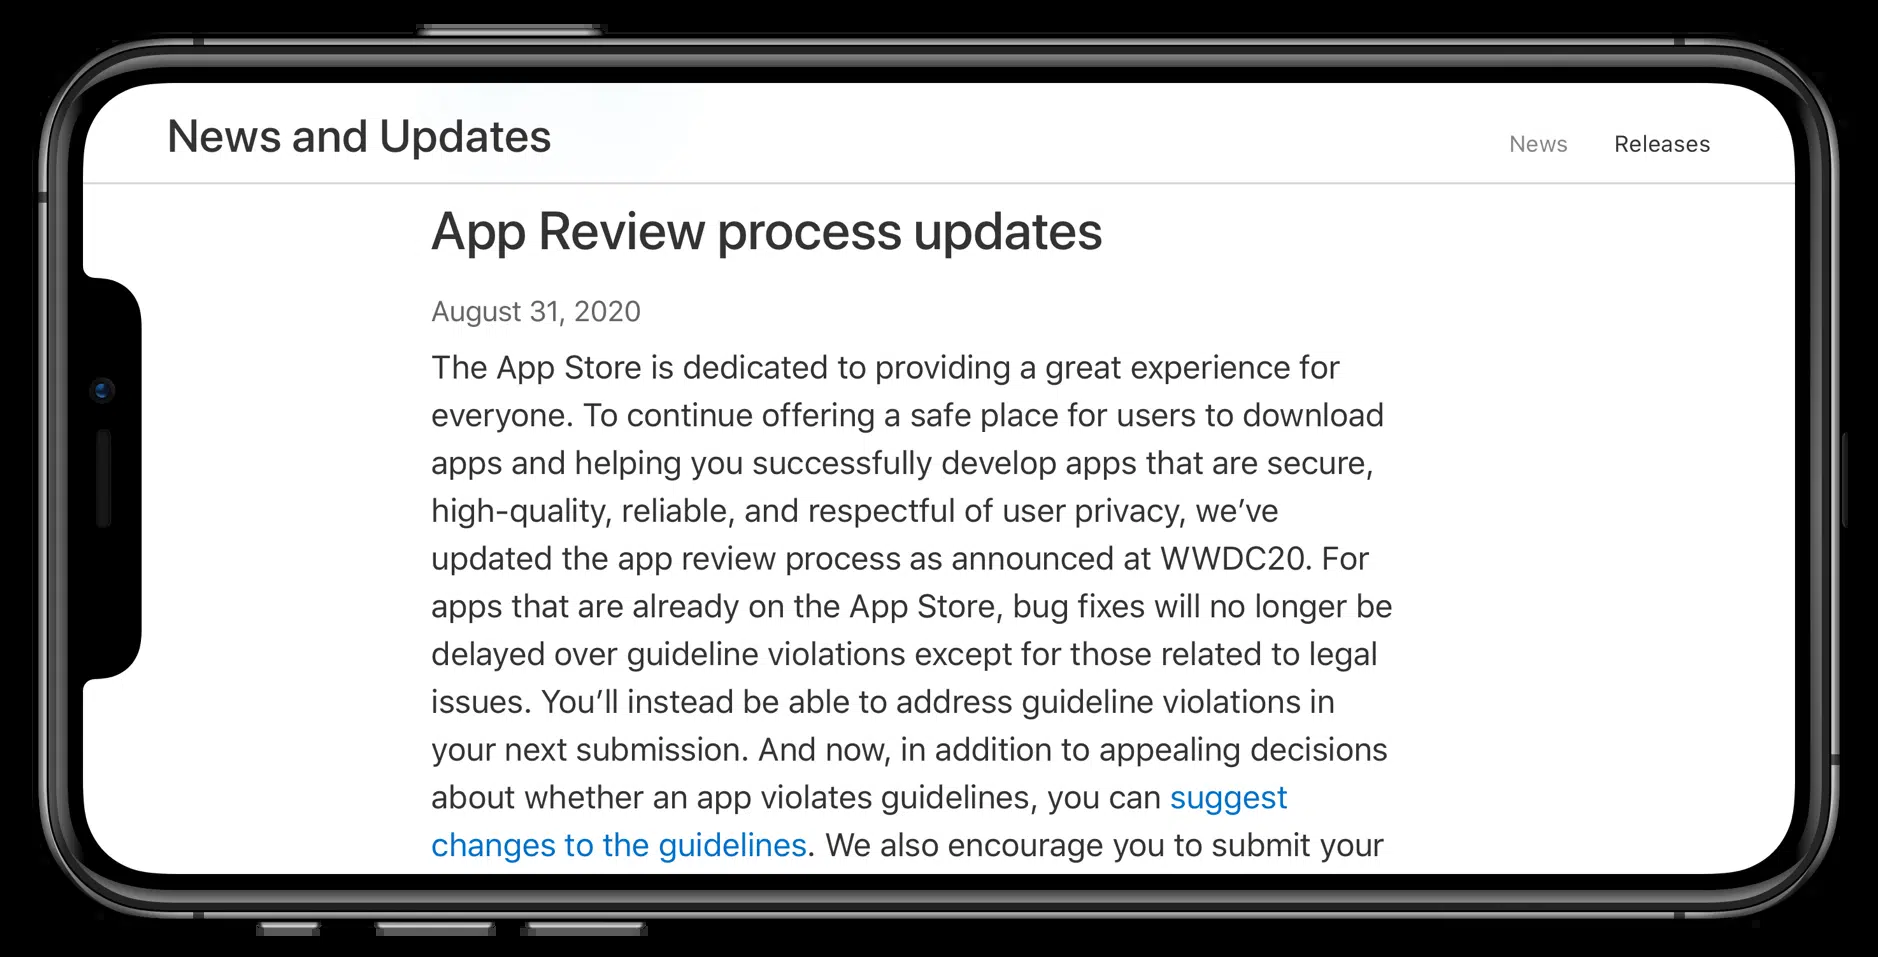 News and Updates
News
Releases
App Review process updates
August 31, 2020
The App Store is dedicated to providing a great experience for
everyone. To continue offering a safe place for users to download
apps and helping you successfully develop apps that are secure,
high-quality, reliable, and respectful of user privacy, we’ve
updated the app review process as announced at WWDC20. For
apps that are already on the App Store, bug fixes will no longer be
delayed over guideline violations except for those related to legal
issues. You’ll instead be able to address guideline violations in
your next submission. And now, in addition to appealing decisions
about whether an app violates guidelines, you can suggest
changes to the guidelines. We also encourage you to submit your